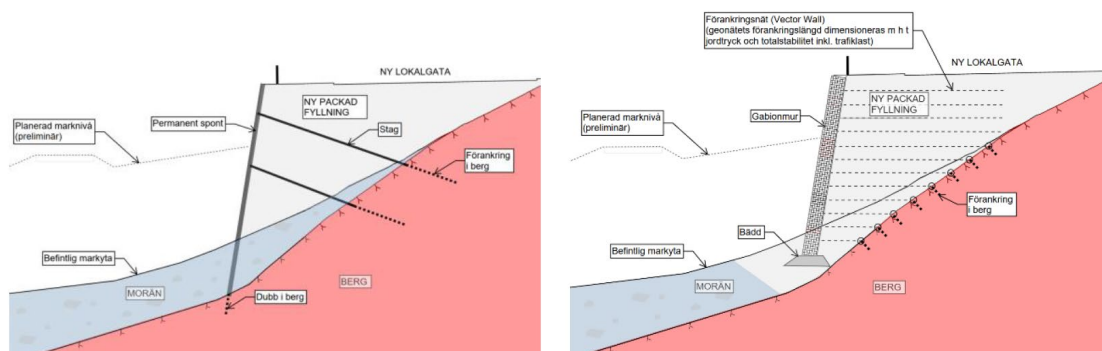 NY LOKALGATA
NY PACKAD
FYLLNING
Permanent spont
Planerad marknivå
(preliminär)
Stag
Förankring
i berg
Befintlig markyta
MORÄN
BERG
Dubb i berg
Förankringsnät (Vector Wall)
(geonätets förankringslängd dimensioneras m h t
jordtryck och totalstabilitet inkl. trafiklast)
NY LOKALGATA
NY PACKAD
FYLLNING
Gabionmur
Planerad marknivå
(preliminär)
Förankring
i berg
Bädd
Befintlig markyta
MORÄN
BERG